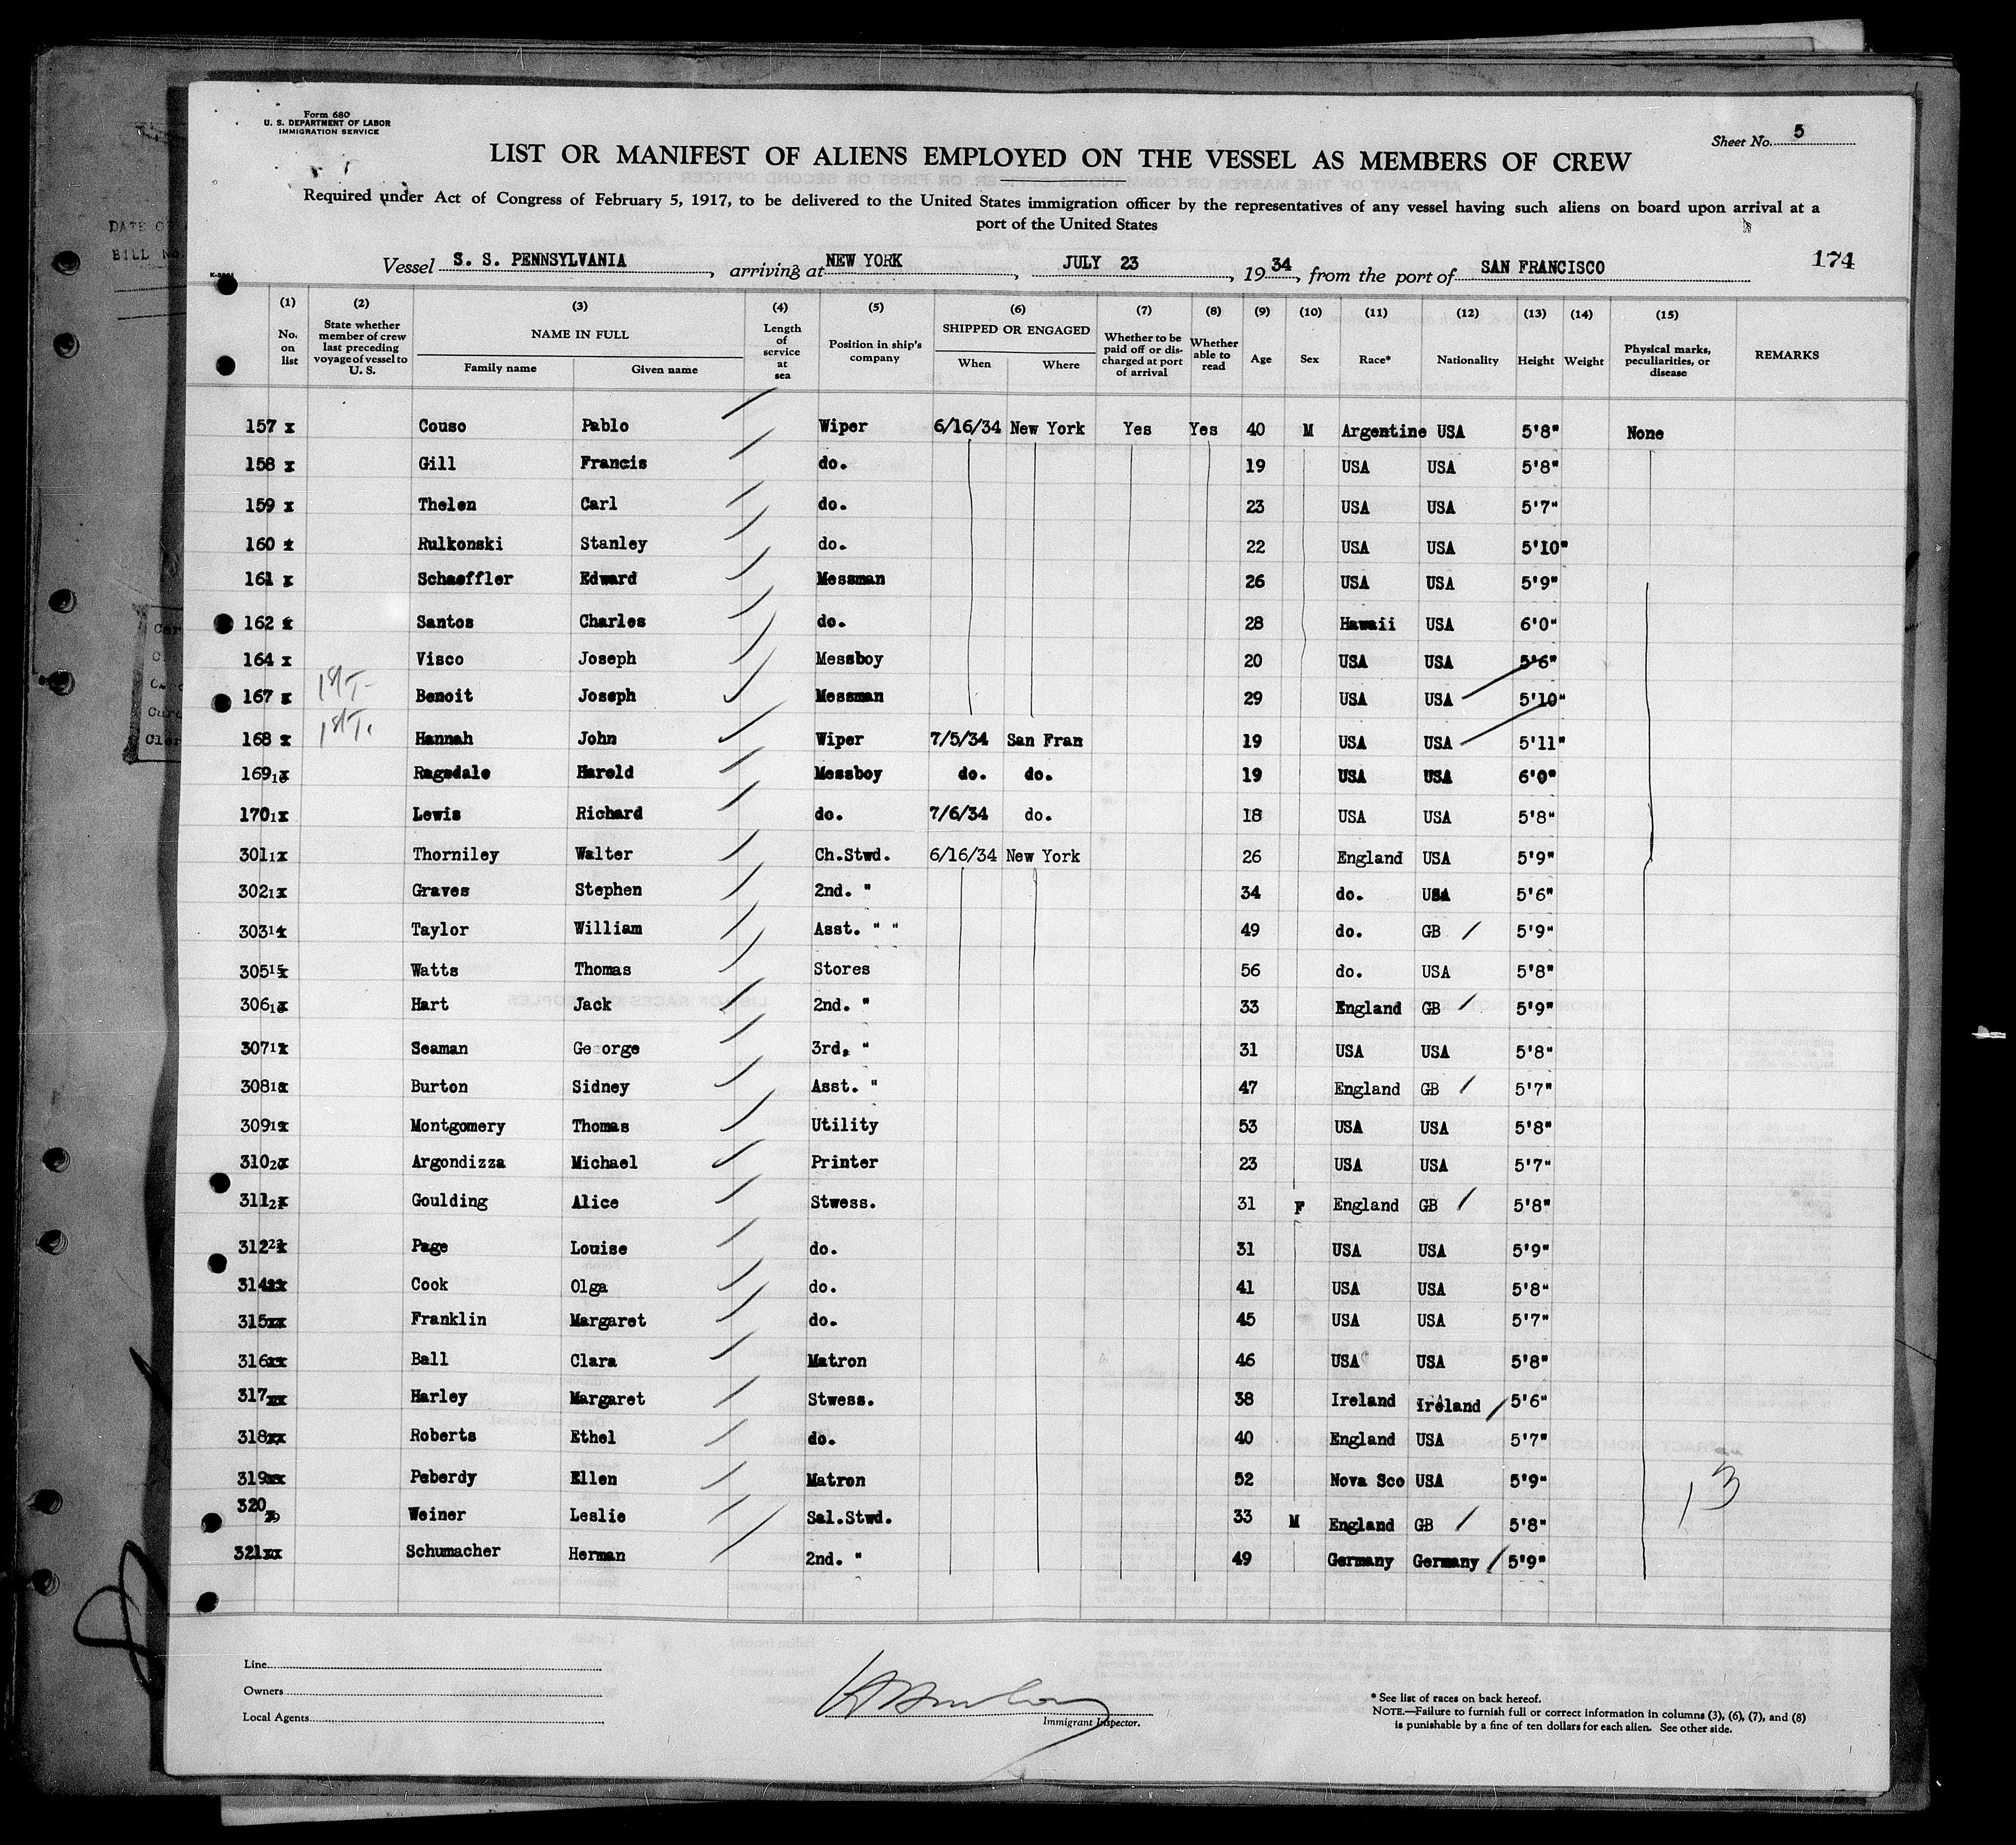 Form 680
U. S. DEPARTMENT OF LABOR
IMMIGRATION SERVICE
Sheet No. 5
LIST OR MANIFEST OF ALIENS EMPLOYED ON THE VESSEL AS MEMBERS OF CREW
Required under Act of Congress of February 5, 1917, to be delivered to the United States immigration officer by the representatives of any vessel having such aliens on board upon arrival at a
port of the United States
Vessel S. S. PENNSYLVANIA, arriving at NEW YORK, JULY 23, 1934, from the port of SAN FRANCISCO 174
(1) (2) (3) (4) (5) (6) (7) (8) (9) (10) (11) (12) (13) (14) (15)
No. on list State whether member of crew last preceding voyage of vessel to U. S. NAME IN FULL Family name Given name Length of service at sea Position in ship's company SHIPPED OR ENGAGED When Where Whether to be paid off or discharged at port of arrival Whether able to read Age Sex Race* Nationality Height Weight Physical marks, peculiarities, or disease REMARKS
157 x Couso Pablo Wiper 6/16/34 New York Yes Yes 40 M Argentine USA 5'8" None
158 x Gill Francis do. 19 USA USA 5'8"
159 x Thelen Carl do. 23 USA USA 5'7"
160 x Rulkonski Stanley do. 22 USA USA 5'10"
161 x Schaeffler Edward Messman 26 USA USA 5'9"
162 x Santos Charles do. 28 Hawaii USA 6'0"
164 x Visco Joseph Messboy 20 USA USA 5'6"
167 x 1st T. Benoit Joseph Messman 29 USA USA 5'10"
168 x 1st T. Hannah John Wiper 7/5/34 San Fran 19 USA USA 5'11"
169 x Ragsdale Harold Messboy do. do. 19 USA USA 6'0"
170 x Lewis Richard do. 7/6/34 do. 18 USA USA 5'8"
301 x Thorniley Walter Ch.Stwd. 6/16/34 New York 26 England USA 5'9"
302 x Graves Stephen 2nd. " 34 do. USA 5'6"
303 14 Taylor William Asst. " " 49 do. GB / 5'9"
305 15 Watts Thomas Stores 56 do. USA 5'8"
306 x Hart Jack 2nd. " 33 England GB / 5'9"
307 x Seaman Ge orge 3rd. " 31 USA USA 5'8"
308 x Burton Sidney Asst. " 47 England GB / 5'7"
309 x Montgomery Thomas Utility 53 USA USA 5'8"
310 x Argondizza Michael Printer 23 USA USA 5'7"
311 x Goulding Alice Stwess. 31 F England GB / 5'8"
312 x Page Louise do. 31 USA USA 5'9"
314 xx Cook Olga do. 41 USA USA 5'8"
315 xx Franklin Margaret do. 45 USA USA 5'7"
316 xx Ball Clara Matron 46 USA USA 5'8"
317 xx Harley Margaret Stwess. 38 Ireland Ireland / 5'6"
318 xx Roberts Ethel do. 40 England USA 5'7"
319 xx Peberdy Ellen Matron 52 Nova Sco USA 5'9"
320 Weiner Leslie Sal.Stwd. 33 M England GB / 5'8"
321 xx Schumacher Herman 2nd. " 49 Germany Germany / 5'9"
13
Line
Owners
Local Agents
Immigrant Inspector.
* See list of races on back hereof.
NOTE.—Failure to furnish full or correct information in columns (3), (6), (7), and (8)
is punishable by a fine of ten dollars for each alien. See other side.